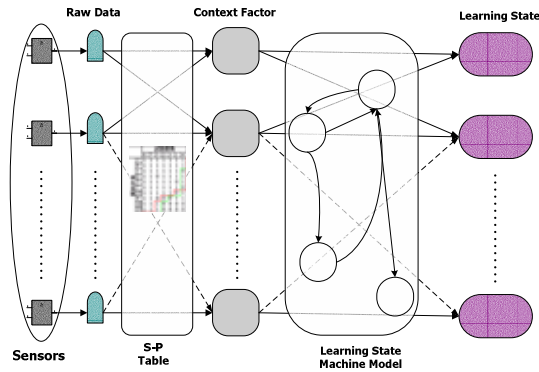 Raw Data
Context Factor
Learning State
Sensors
S-P
Table
Learning State
Machine Model